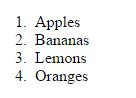 1. Apples
2. Bananas
3. Lemons
4. Oranges